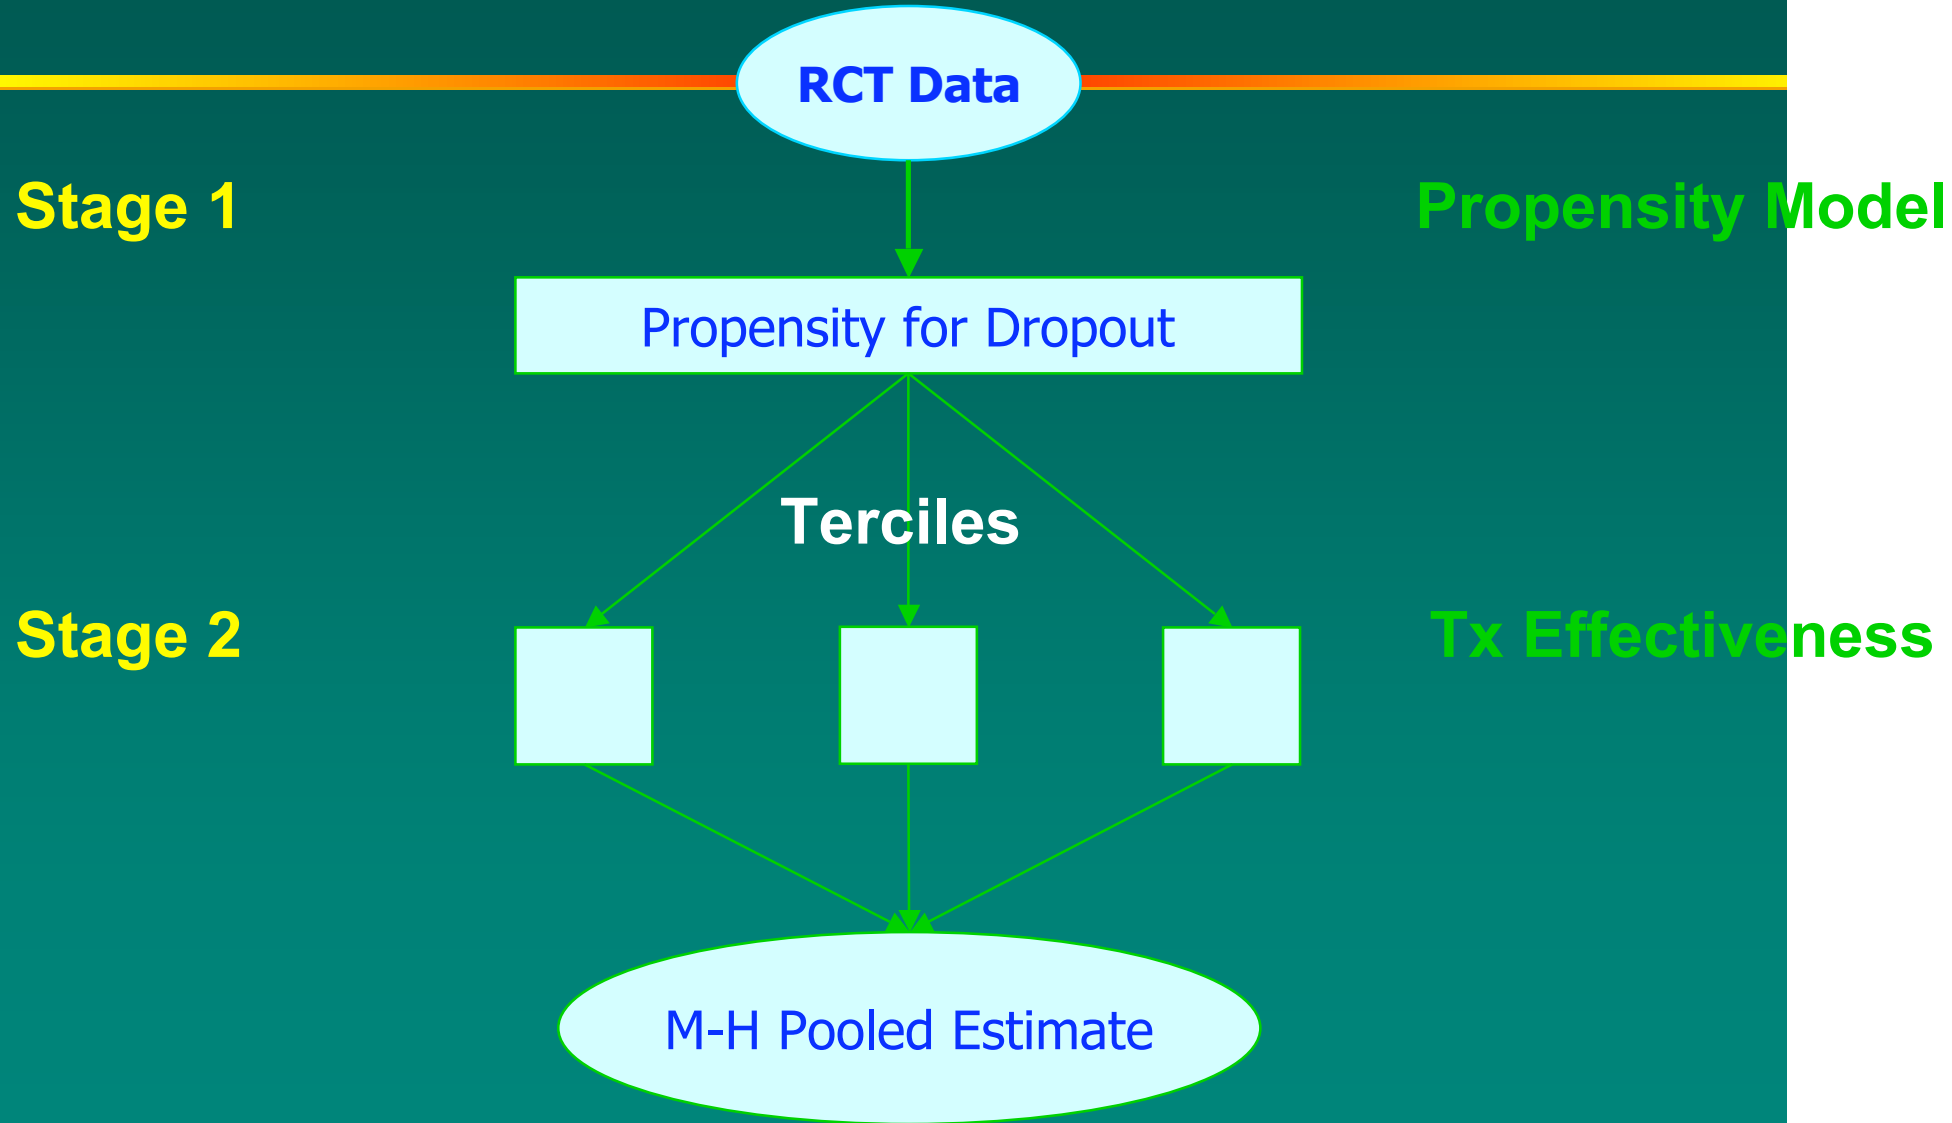 RCT Data
Stage 1
Propensity Model
Propensity for Dropout
Terciles
Stage 2
Tx Effectiveness
M-H Pooled Estimate